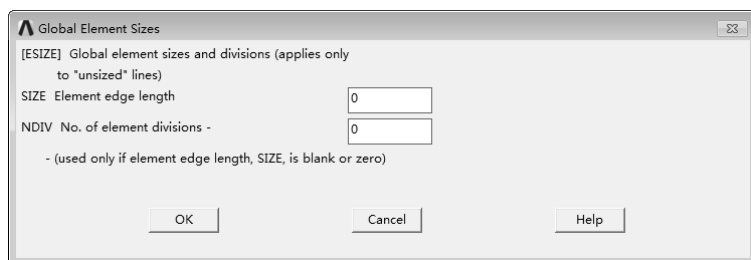 Global Element Sizes
[ESIZE] Global element sizes and divisions (applies only
to "unsized" lines)
SIZE Element edge length
0
NDIV No. of element divisions -
0
- (used only if element edge length, SIZE, is blank or zero)
OK
Cancel
Help